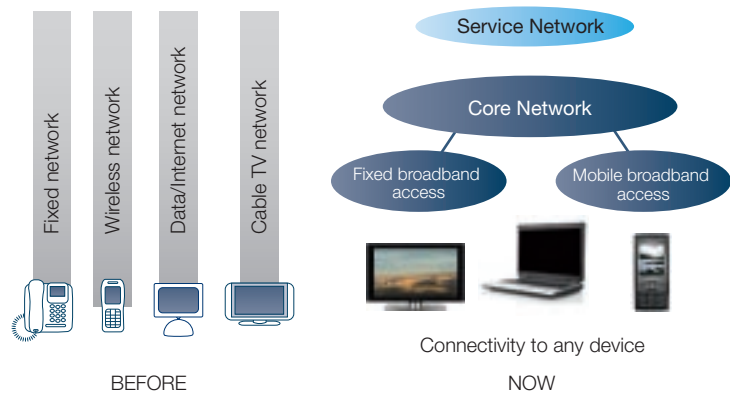 Fixed network
Wireless network
Data/Internet network
Cable TV network
BEFORE
Service Network
Core Network
Fixed broadband
access
Mobile broadband
access
Connectivity to any device
NOW